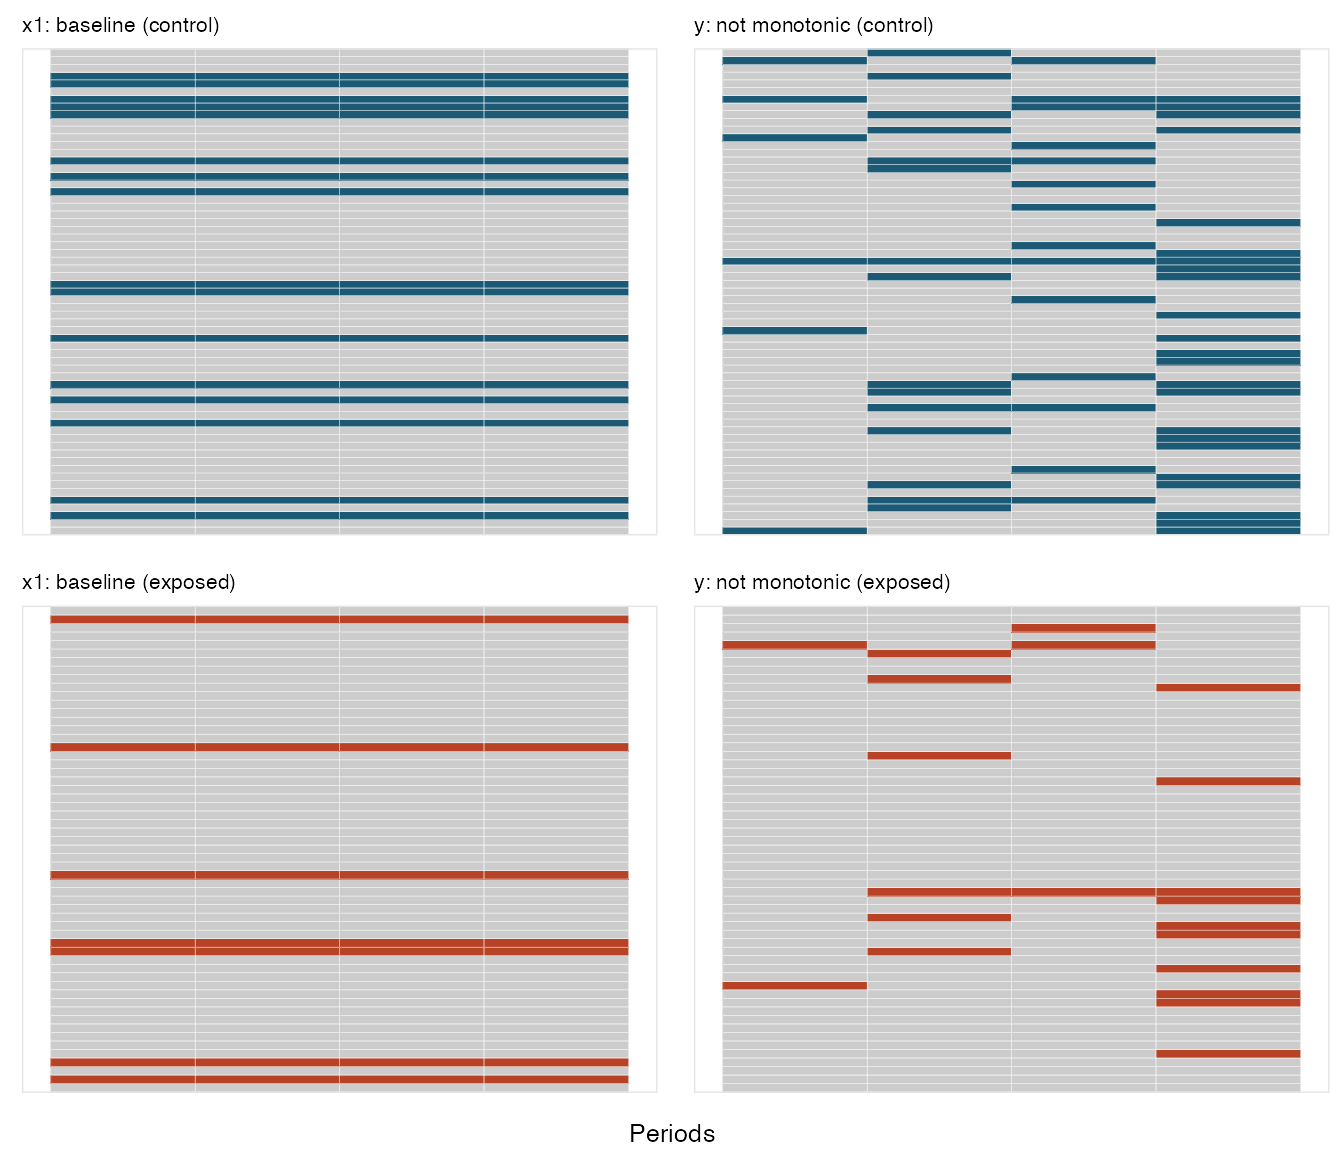 x1: baseline (control)
y: not monotonic (control)
x1: baseline (exposed)
y: not monotonic (exposed)
Periods